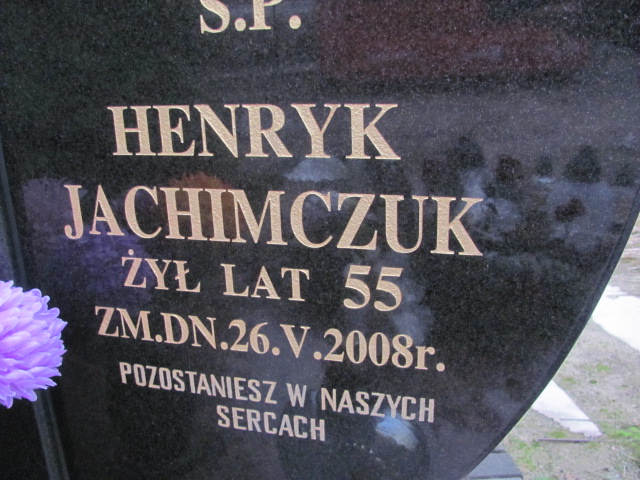 Ś.P.
HENRYK
JACHIMCZUK
ŻYŁ LAT 55
ZM.DN.26.V.2008r.
POZOSTANIESZ W NASZYCH
SERCACH